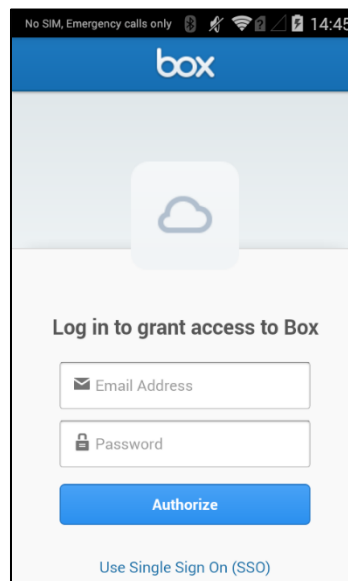 No SIM, Emergency calls only 14:45
box
Log in to grant access to Box
Email Address
Password
Authorize
Use Single Sign On (SSO)